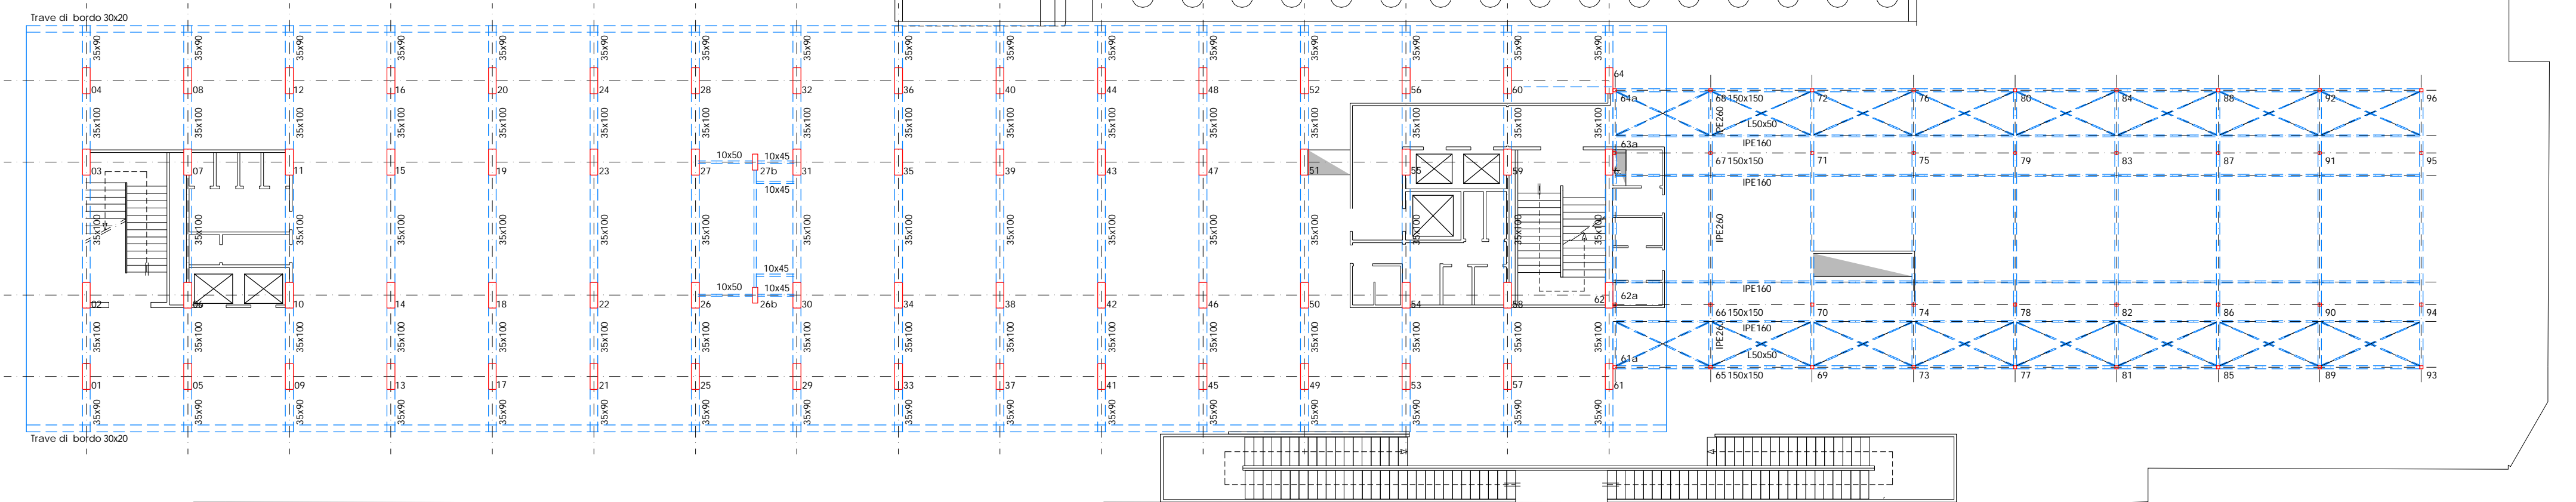 Trave di bordo 30x20
35x90 35x90 35x90 35x90 35x90 35x90 35x90 35x90 35x90 35x90 35x90 35x90 35x90 35x90 35x90 35x90
64
04 08 12 16 20 24 28 32 36 40 44 48 52 56 60 64a 68 150x150 72 76 80 84 88 92 96
35x100 35x100 35x100 35x100 35x100 35x100 35x100 35x100 35x100 35x100 35x100 35x100 35x100 35x100 35x100 IPE260
L50x50
63a IPE160
10x50 10x45
03 07 11 15 19 23 27 27b 31 35 39 43 47 51 55 59 67 150x150 71 75 79 83 87 91 95
10x45 IPE160
35x100 35x100 35x100 35x100 35x100 35x100 35x100 35x100 35x100 35x100 35x100 35x100 35x100 35x100 35x100 IPE260
10x45
10x50 10x45 IPE160
02 06 10 14 18 22 26 26b 30 34 38 42 46 50 54 58 62 62a
66 150x150 70 74 78 82 86 90 94
35x100 35x100 35x100 35x100 35x100 35x100 35x100 35x100 35x100 35x100 35x100 35x100 35x100 35x100 35x100 IPE260
IPE160
L50x50
61a
01 05 09 13 17 21 25 29 33 37 41 45 49 53 57 61 65 150x150 69 73 77 81 85 89 93
35x90 35x90 35x90 35x90 35x90 35x90 35x90 35x90 35x90 35x90 35x90 35x90 35x90 35x90 35x90 35x90
Trave di bordo 30x20